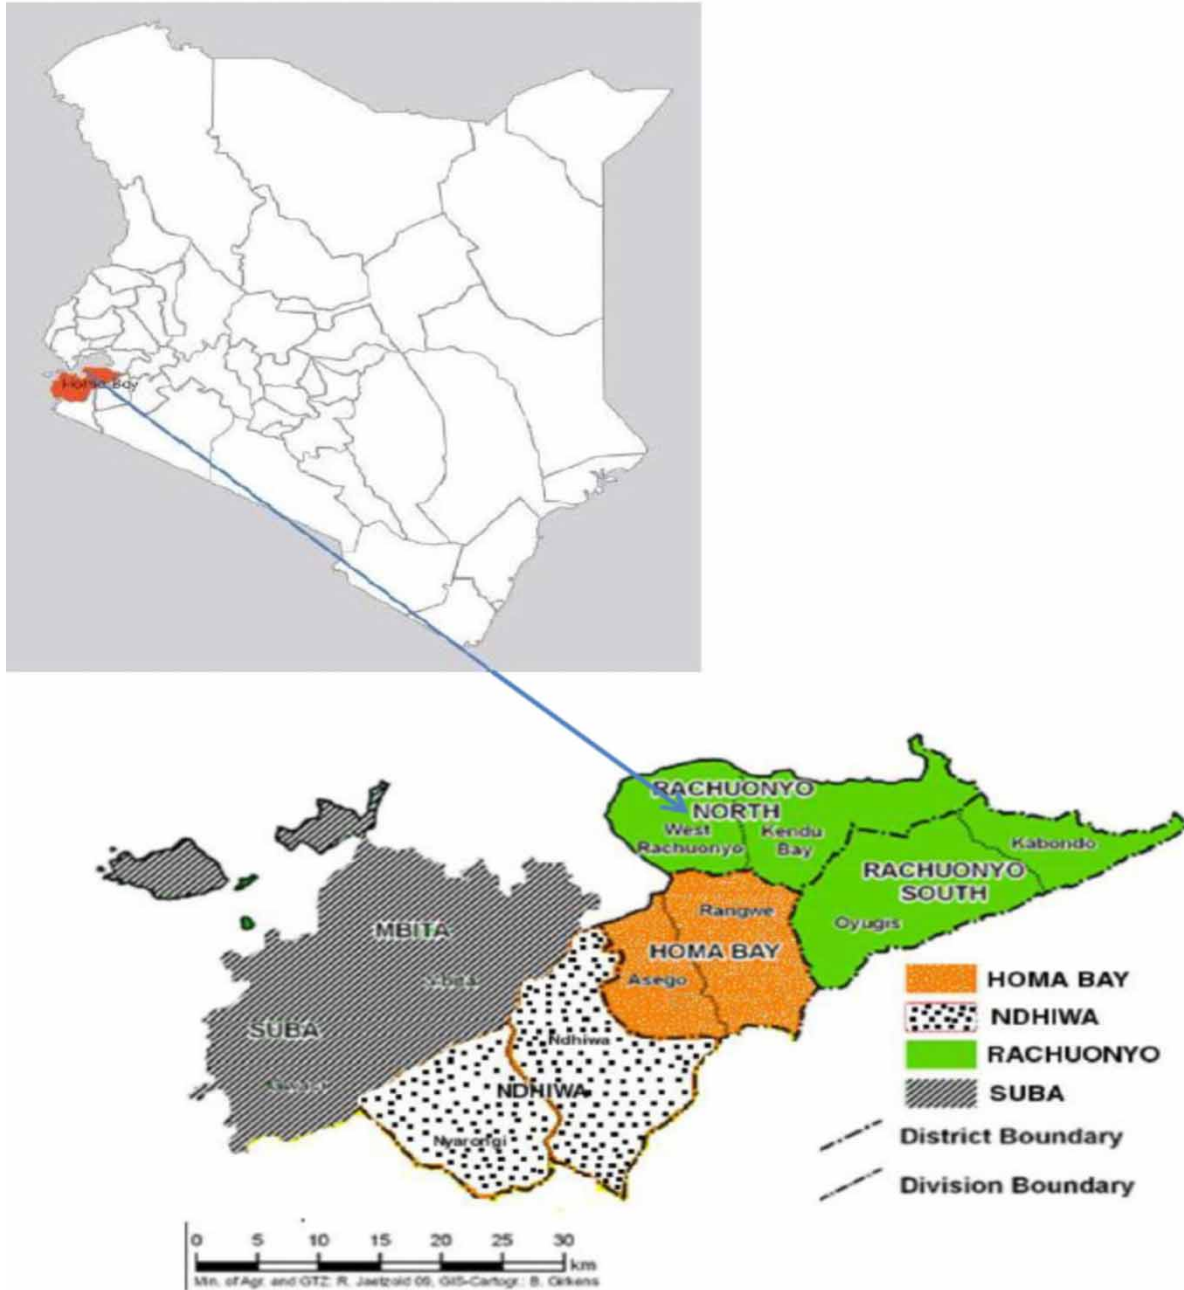 Homa Bay
RACHUONYO
NORTH
West
Rachuonyo
Kendu
Bay
Kabondo
RACHUONYO
SOUTH
Oyugis
Rangwe
HOMA BAY
Asego
MBITA
SUBA
Ndhiwa
NDHIWA
Nyarongi
HOMA BAY
NDHIWA
RACHUONYO
SUBA
District Boundary
Division Boundary
0 5 10 15 20 25 30
km
Min. of Agr. and GTZ: R. Jaetzold 09, GIS-Cartogr.: B. Girkens